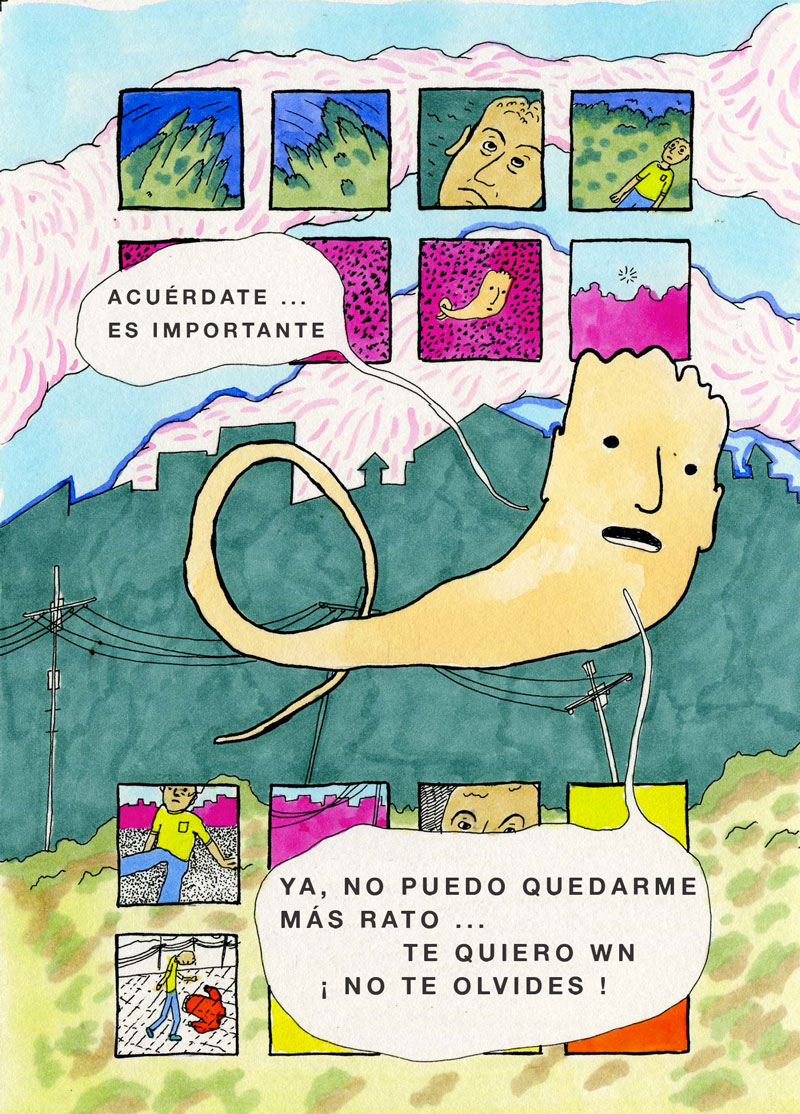 ACUÉRDATE ...
ES IMPORTANTE
YA, NO PUEDO QUEDARME
MÁS RATO ...
TE QUIERO WN
¡ NO TE OLVIDES !